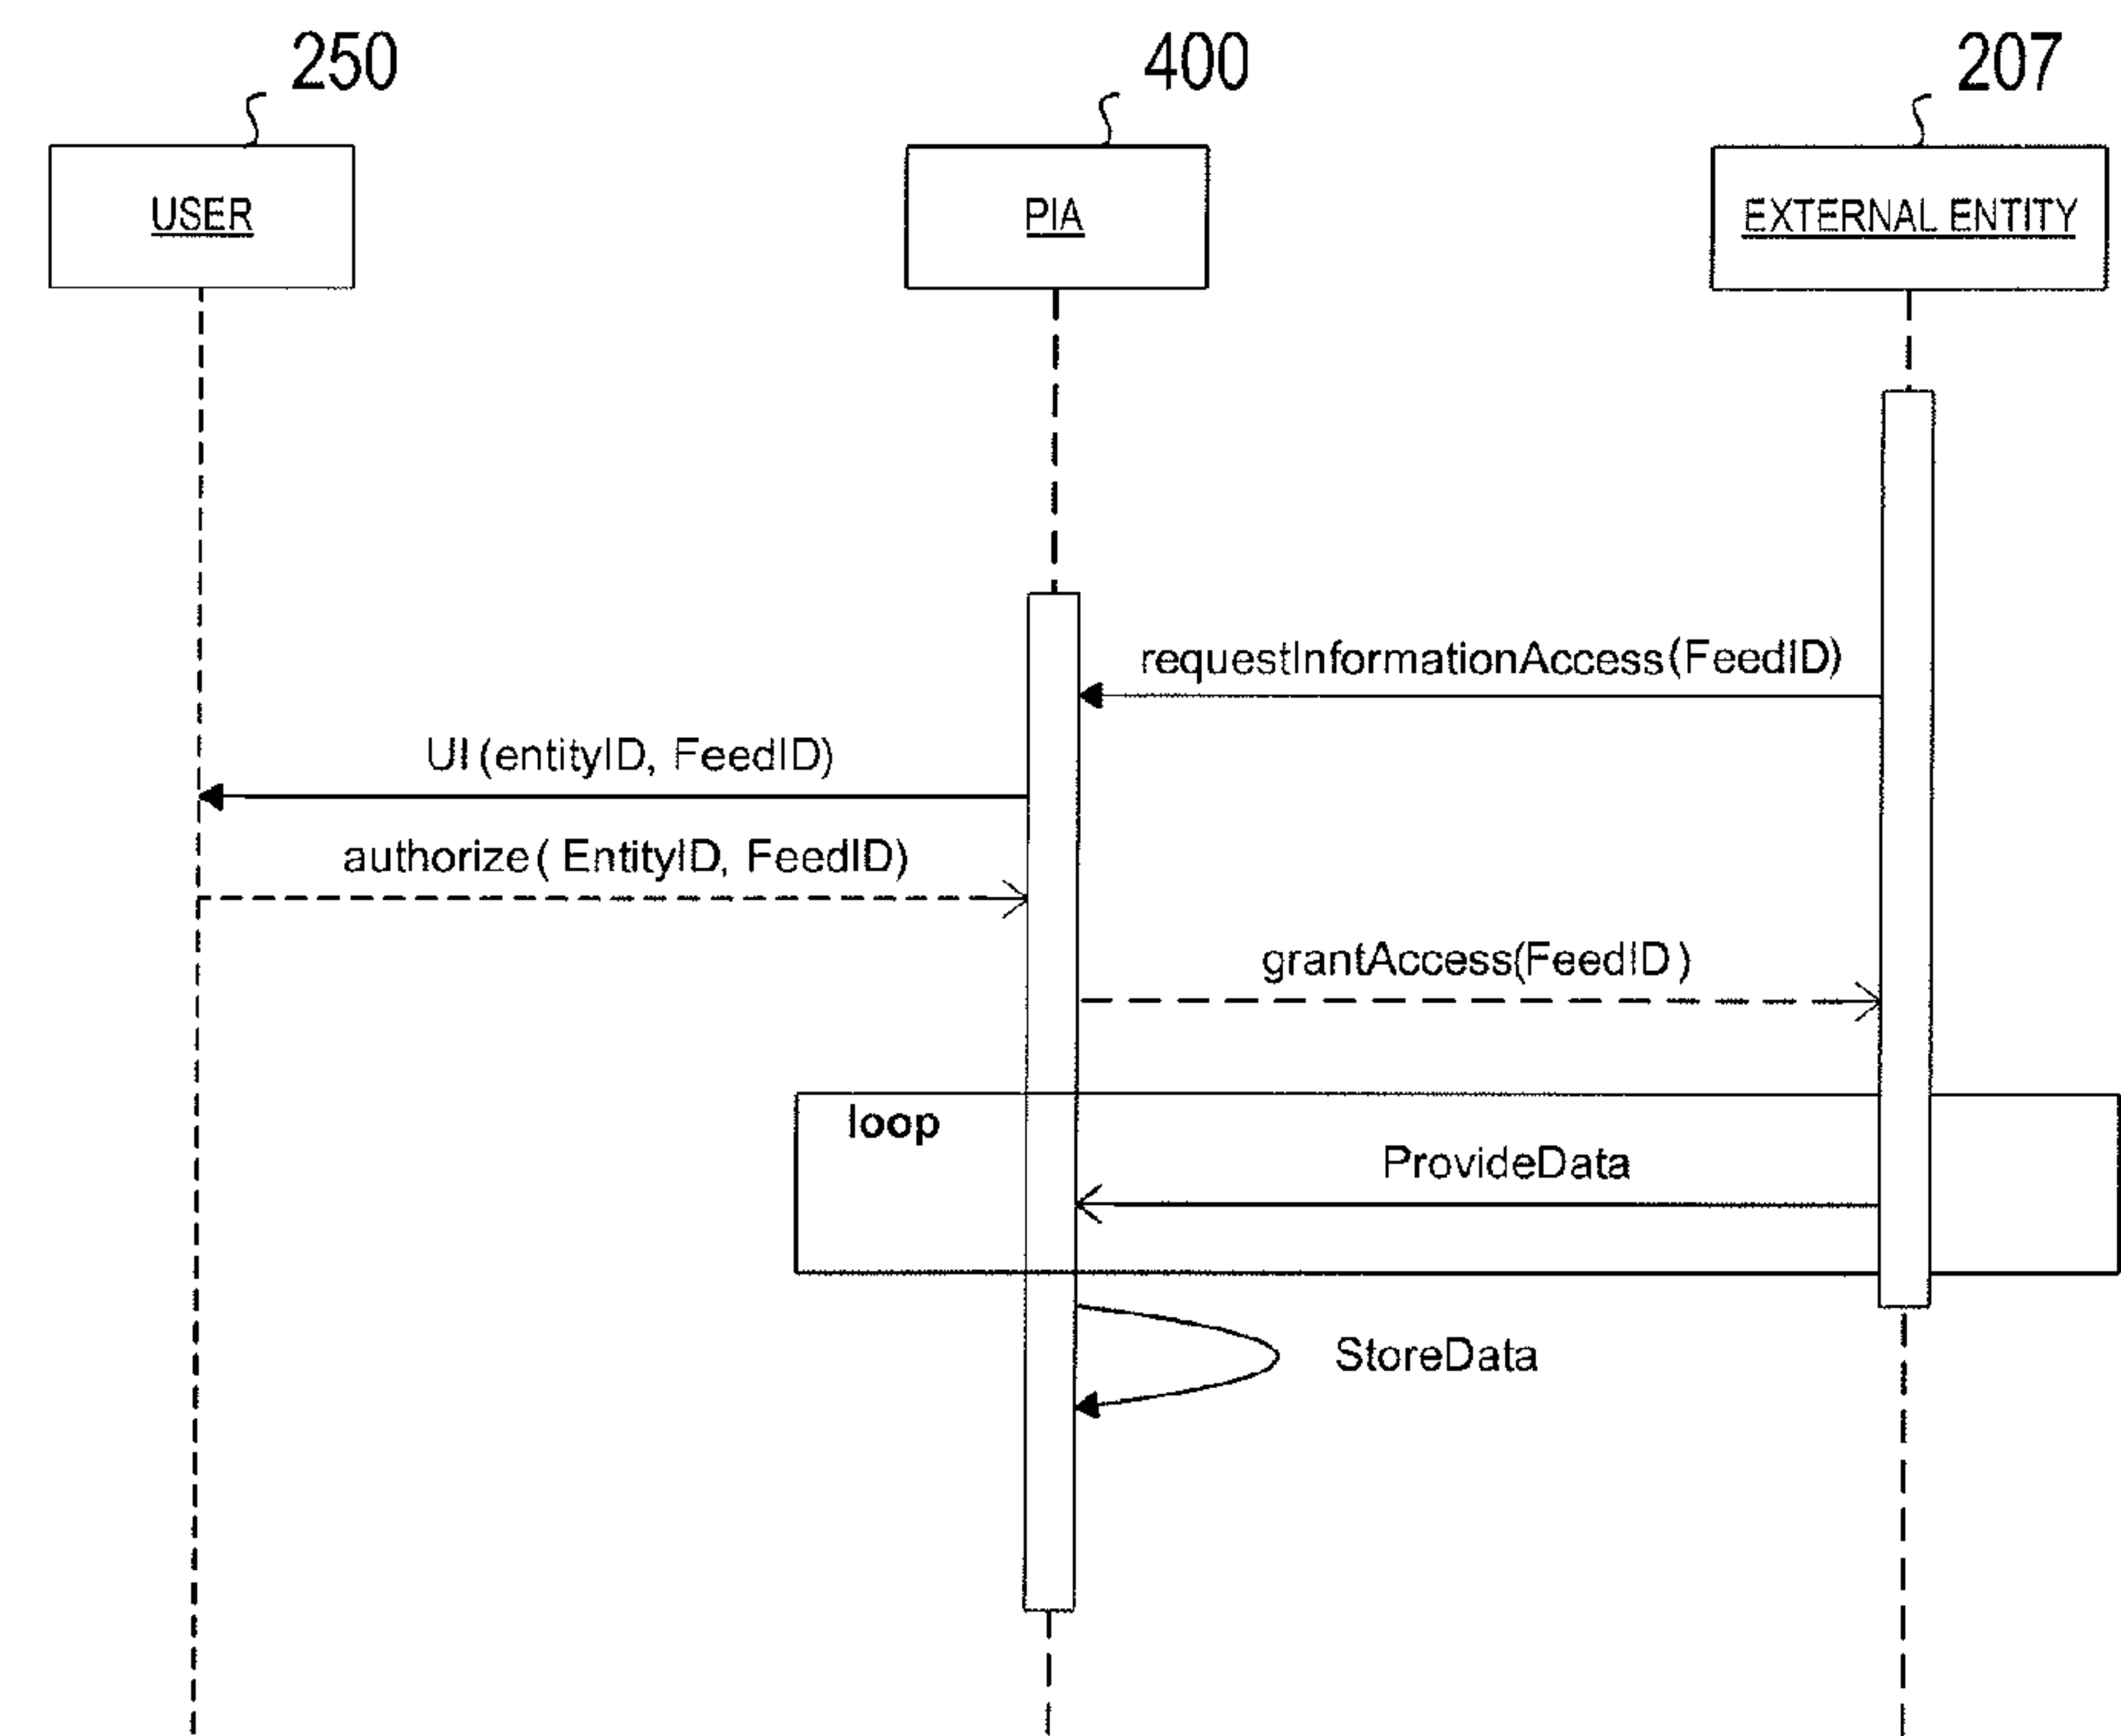 250
400
207
USER
PIA
EXTERNAL ENTITY
requestInformationAccess(FeedID)
UI (entityID, FeedID)
authorize ( EntityID, FeedID)
grantAccess(FeedID )
loop
ProvideData
StoreData